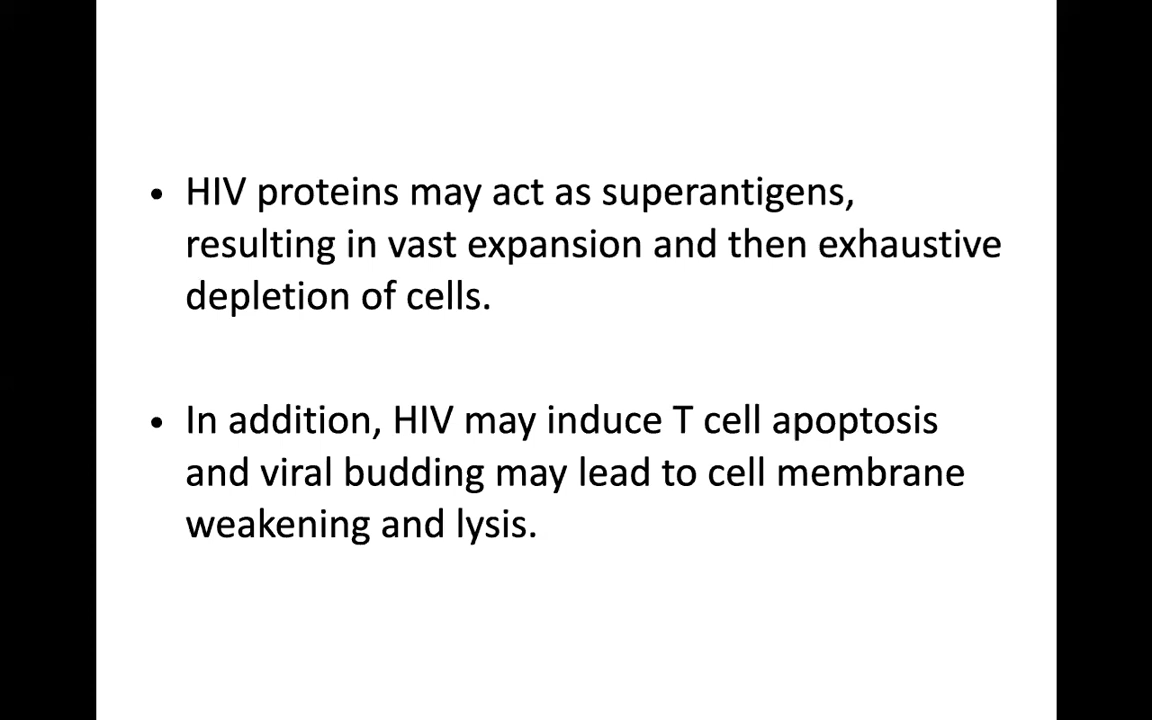 • HIV proteins may act as superantigens,
resulting in vast expansion and then exhaustive
depletion of cells.
• In addition, HIV may induce T cell apoptosis
and viral budding may lead to cell membrane
weakening and lysis.